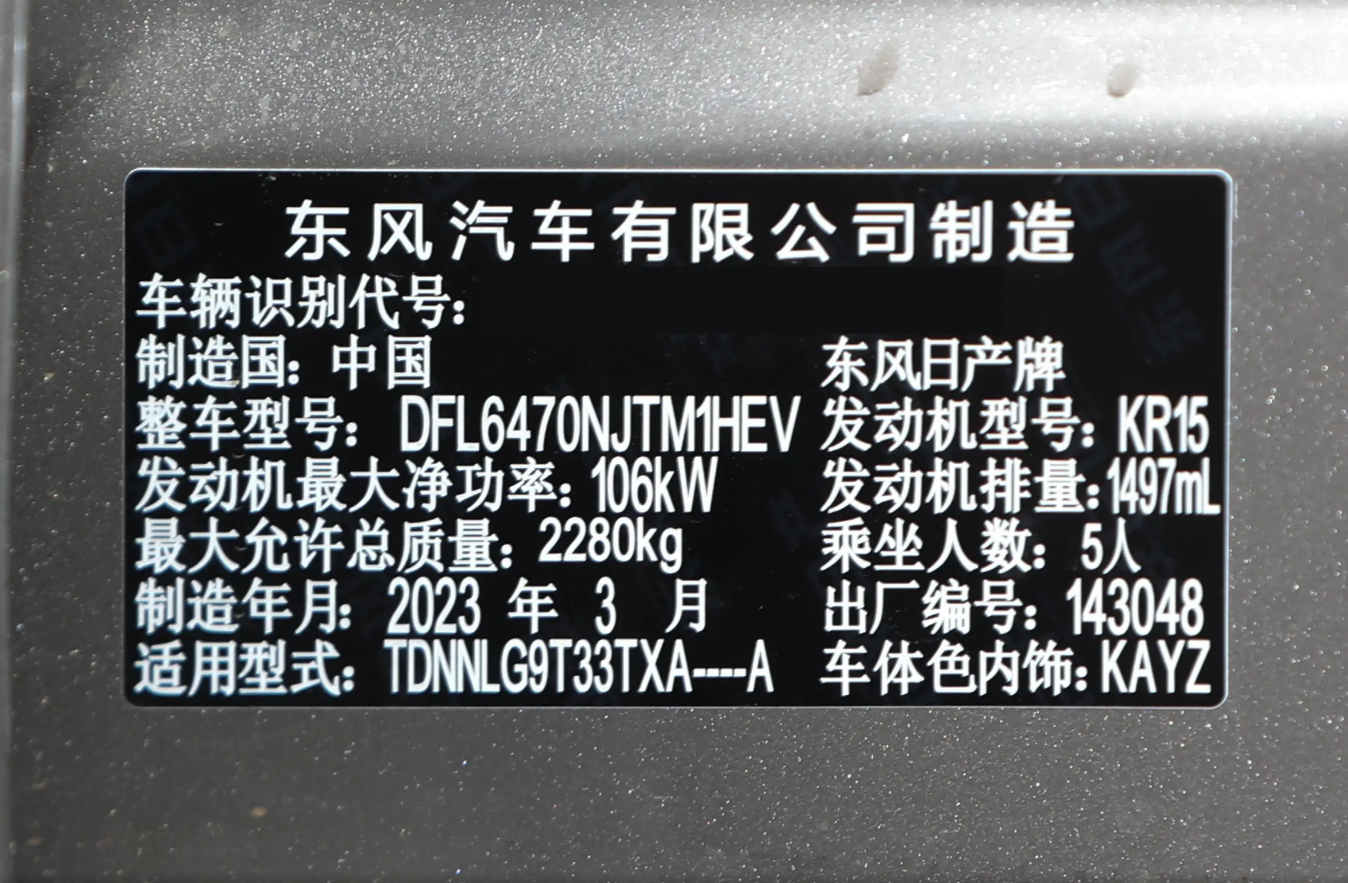 东风汽车有限公司制造
车辆识别代号:
制造国: 中国 东风日产牌
整车型号: DFL6470NJTM1HEV 发动机型号: KR15
发动机最大净功率: 106kW 发动机排量: 1497mL
最大允许总质量: 2280kg 乘坐人数: 5人
制造年月: 2023 年 3 月 出厂编号: 143048
适用型式: TDNNLG9T33TXA----A 车体色内饰: KAYZ